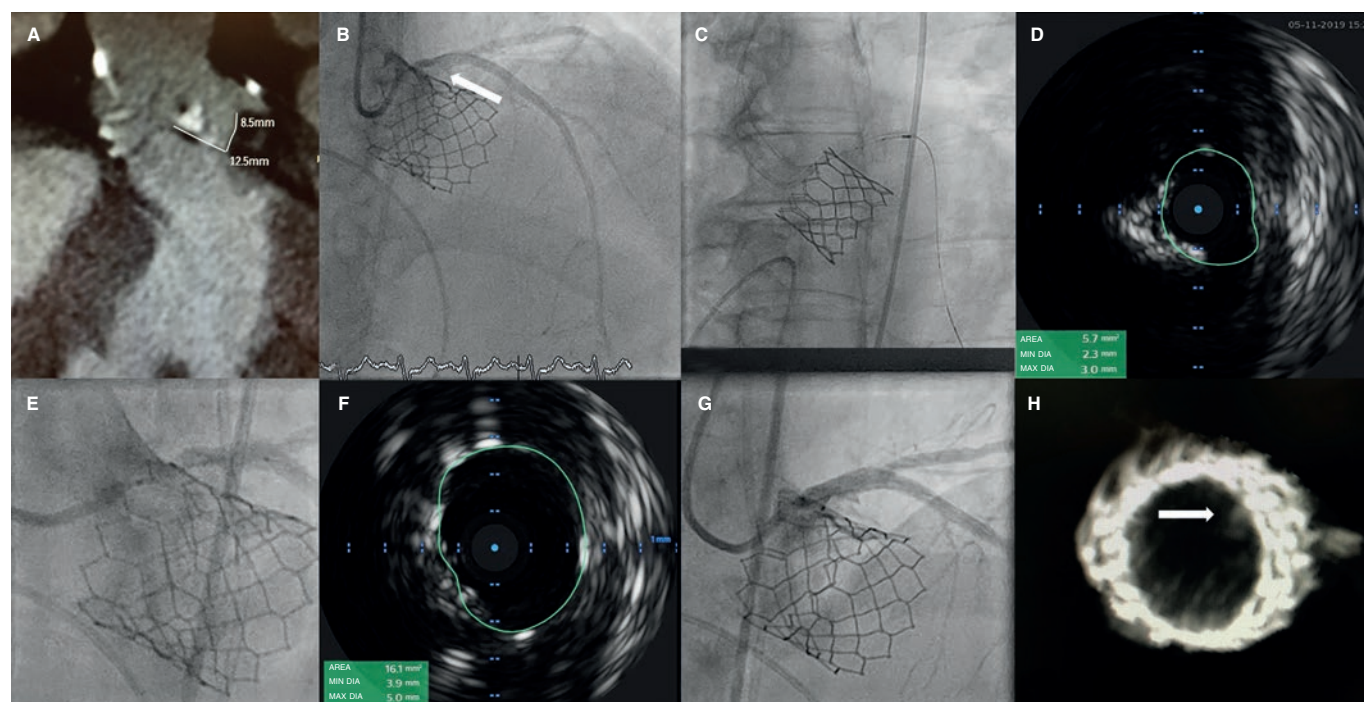 A
8.5mm
12.5mm
B
C
D
05-11-2019 15:
AREA 5.7 mm²
MIN DIA 2.3 mm
MAX DIA 3.0 mm
E
F
1mm
AREA 16.1 mm²
MIN DIA 3.9 mm
MAX DIA 5.0 mm
G
H